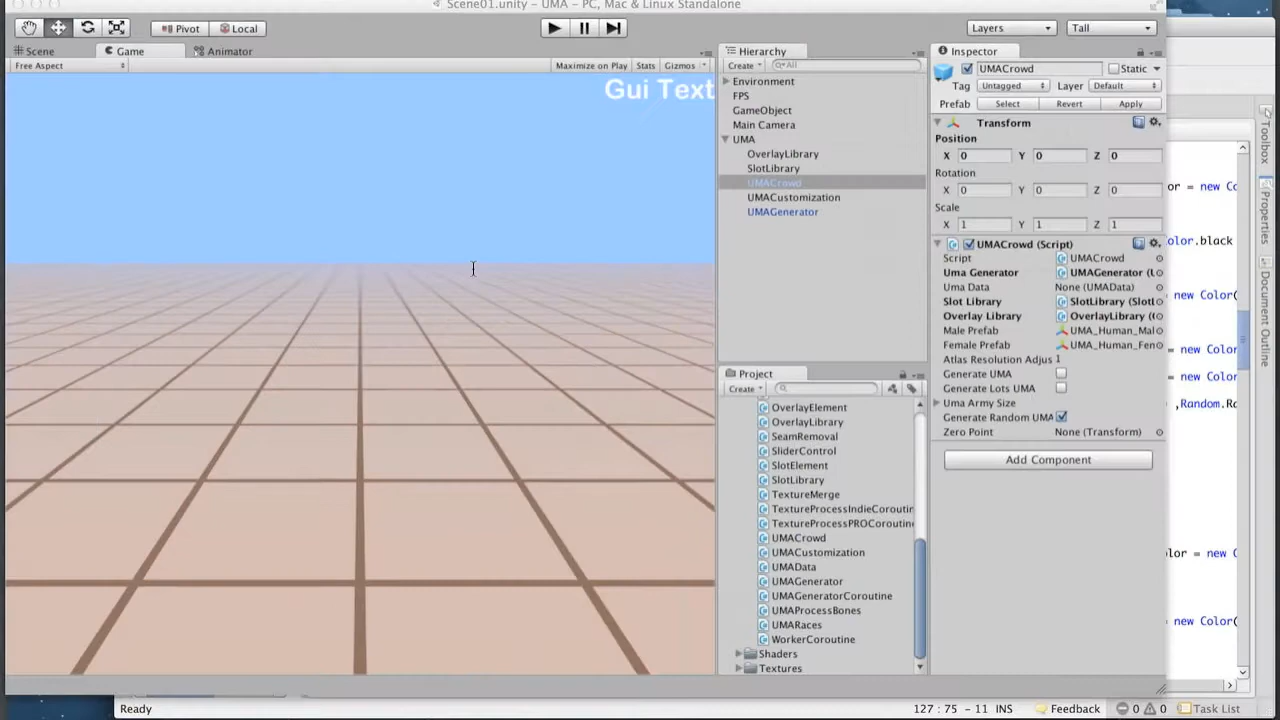 Scene01.unity - UMA - PC, Mac & Linux Standalone
Pivot
Local
Layers
Tall
Scene
Game
Animator
Free Aspect
Maximize on Play
Stats
Gizmos
Gui Text
Hierarchy
Create
All
Environment
FPS
GameObject
Main Camera
UMA
OverlayLibrary
SlotLibrary
UMACrowd
UMACustomization
UMAGenerator
Project
Create
OverlayElement
OverlayLibrary
SeamRemoval
SliderControl
SlotElement
SlotLibrary
TextureMerge
TextureProcessIndieCoroutin
TextureProcessPROCoroutine
UMACrowd
UMACustomization
UMAData
UMAGenerator
UMAGeneratorCoroutine
UMAProcessBones
UMARaces
WorkerCoroutine
Shaders
Textures
Inspector
UMACrowd
Static
Tag Untagged Layer Default
Prefab Select Revert Apply
Transform
Position
X 0 Y 0 Z 0
Rotation
X 0 Y 0 Z 0
Scale
X 1 Y 1 Z 1
UMACrowd (Script)
Script UMACrowd
Uma Generator UMAGenerator (U
Uma Data None (UMAData)
Slot Library SlotLibrary (SlotL
Overlay Library OverlayLibrary (O
Male Prefab UMA_Human_Mal
Female Prefab UMA_Human_Fem
Atlas Resolution Adjus 1
Generate UMA
Generate Lots UMA
Uma Army Size
Generate Random UMA
Zero Point None (Transform)
Add Component
or = new Co
olor.black
new Color(
= new Color
= new Color
,Random.Ra
lor = new C
new Color(
Toolbox
Properties
Document Outline
Ready
127 : 75 - 11 INS
Feedback
0
0
Task List